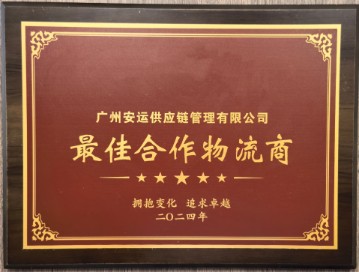 广州安运供应链管理有限公司
最佳合作物流商
拥抱变化 追求卓越
二〇二四年